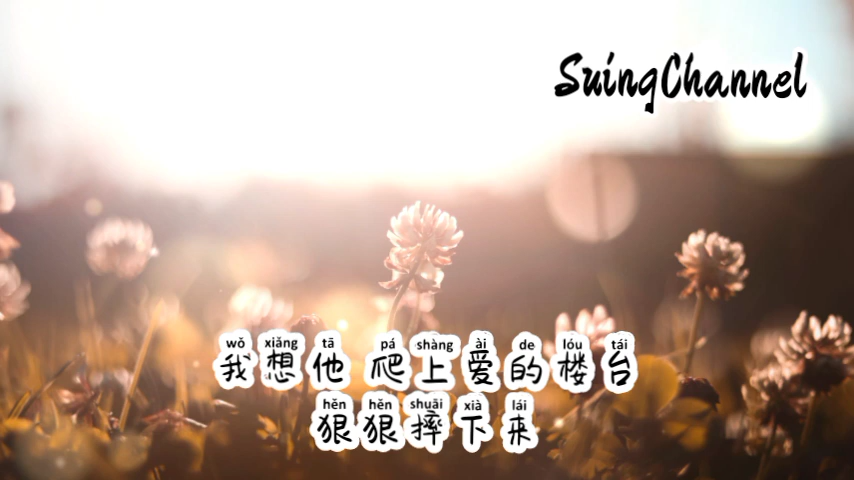 SuingChannel
wǒ xiǎng tā pá shàng ài de lóu tái
我想他 爬上爱的楼台
hěn hěn shuāi xià lái
狠狠摔下来